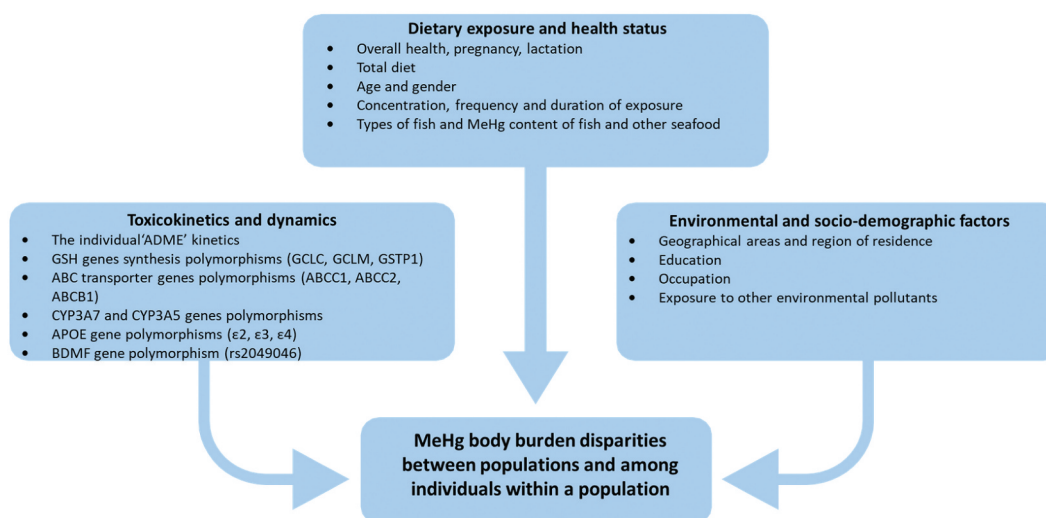 Dietary exposure and health status
• Overall health, pregnancy, lactation
• Total diet
• Age and gender
• Concentration, frequency and duration of exposure
• Types of fish and MeHg content of fish and other seafood
Toxicokinetics and dynamics
• The individual‘ADME’ kinetics
• GSH genes synthesis polymorphisms (GCLC, GCLM, GSTP1)
• ABC transporter genes polymorphisms (ABCC1, ABCC2,
ABCB1)
• CYP3A7 and CYP3A5 genes polymorphisms
• APOE gene polymorphisms (ε2, ε3, ε4)
• BDMF gene polymorphism (rs2049046)
Environmental and socio-demographic factors
• Geographical areas and region of residence
• Education
• Occupation
• Exposure to other environmental pollutants
MeHg body burden disparities
between populations and among
individuals within a population